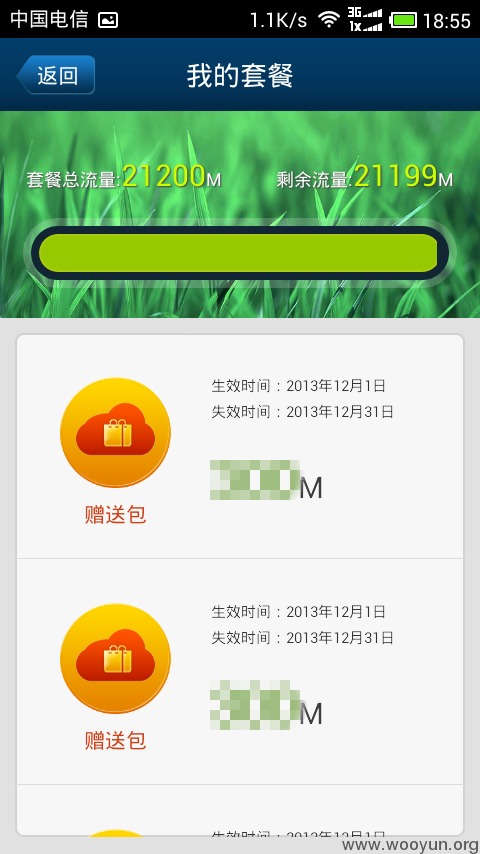 中国电信 1.1K/s 3G 1x 18:55
返回 我的套餐
套餐总流量:21200M 剩余流量:21199M
生效时间：2013年12月1日
失效时间：2013年12月31日
M
赠送包
生效时间：2013年12月1日
失效时间：2013年12月31日
M
赠送包
生效时间：2013年12月1日
www.wooyun.org